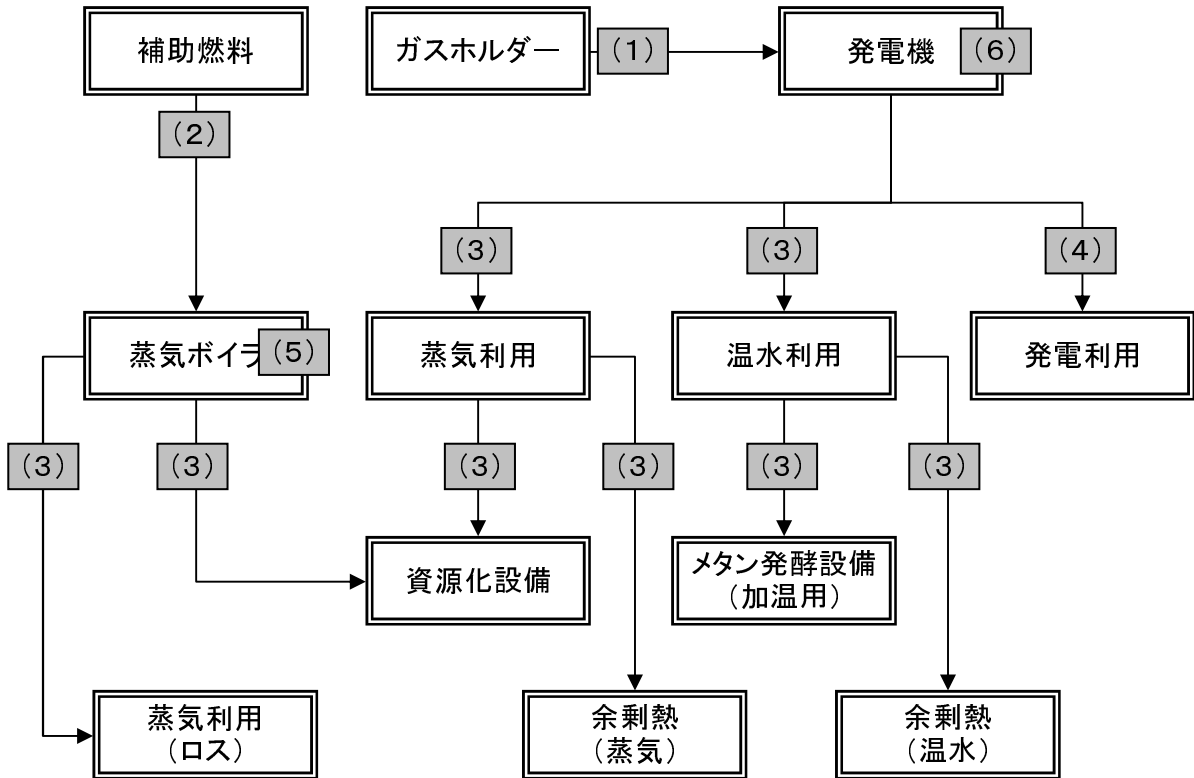 補助燃料
ガスホルダー
(1)
発電機
(6)
(2)
(3)
(3)
(4)
蒸気ボイラ
(5)
蒸気利用
温水利用
発電利用
(3)
(3)
(3)
(3)
(3)
(3)
資源化設備
メタン発酵設備
(加温用)
蒸気利用
(ロス)
余剰熱
(蒸気)
余剰熱
(温水)